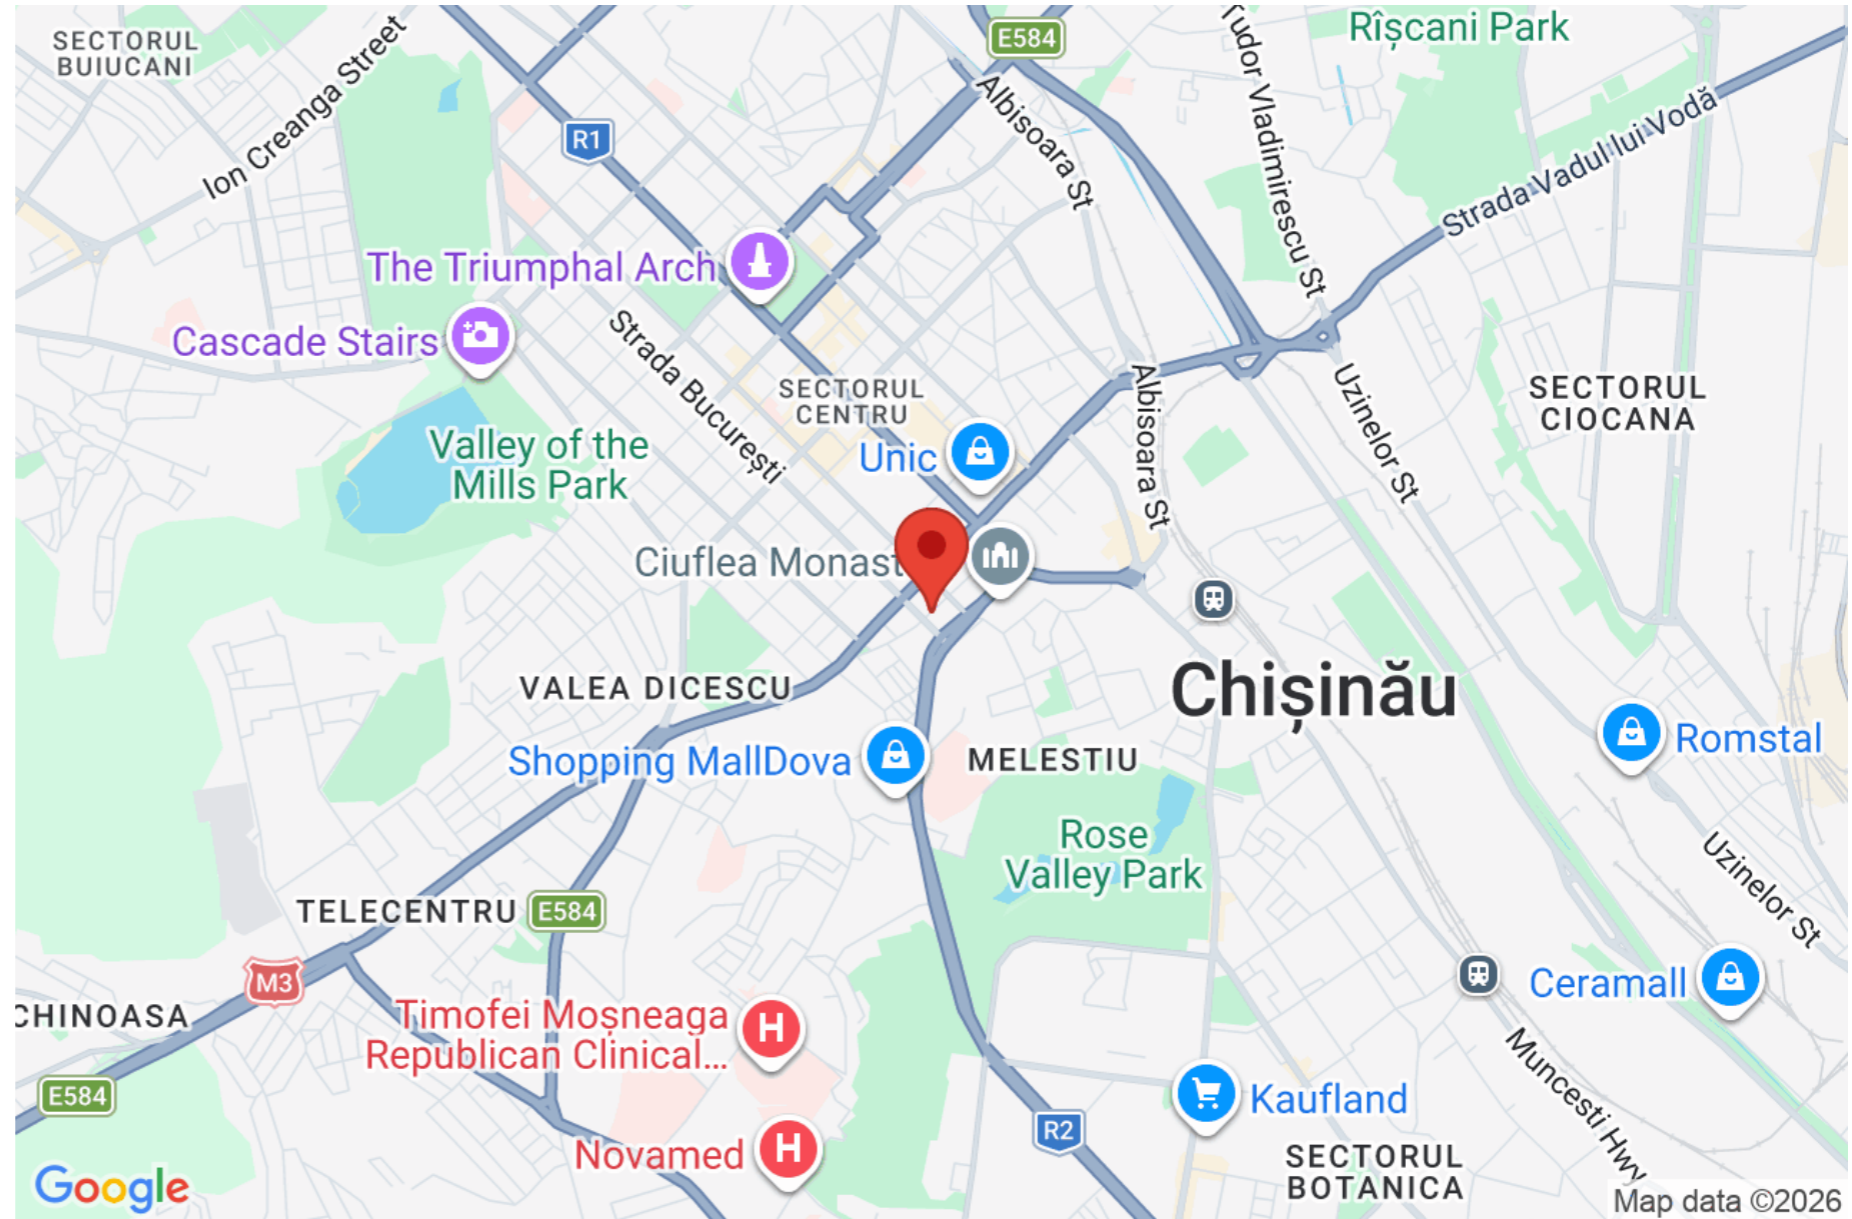 SECTORUL
BUIUCANI
Ion Creanga Street
E584
Rîșcani Park
R1
Albisoara St
Tudor Vladimirescu St
Strada Vadul lui Vodă
The Triumphal Arch
Cascade Stairs
Strada București
SECTORUL
CENTRU
Albisoara St
Uzinelor St
SECTORUL
CIOCANA
Valley of the
Mills Park
Unic
Ciuflea Monast
VALEA DICESCU
Chișinău
Shopping MallDova
MELESTIU
Romstal
Rose
Valley Park
Uzinelor St
TELECENTRU
E584
M3
Ceramall
CHINOASA
Timofei Moșneaga
Republican Clinical...
Muncesti Hwy
E584
Kaufland
R2
Novamed
SECTORUL
BOTANICA
Google
Map data ©2026